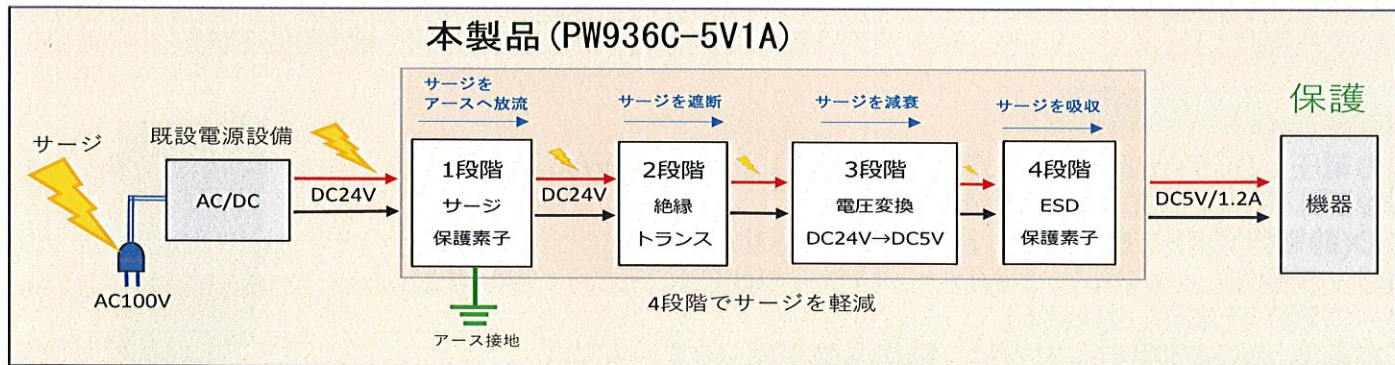 本製品(PW936C-5V1A)
サージを
アースへ放流
サージを遮断
サージを減衰
サージを吸収
保護
サージ
既設電源設備
AC/DC
DC24V
1段階
サージ
保護素子
DC24V
2段階
絶縁
トランス
3段階
電圧変換
DC24V→DC5V
4段階
ESD
保護素子
DC5V/1.2A
機器
AC100V
4段階でサージを軽減
アース接地